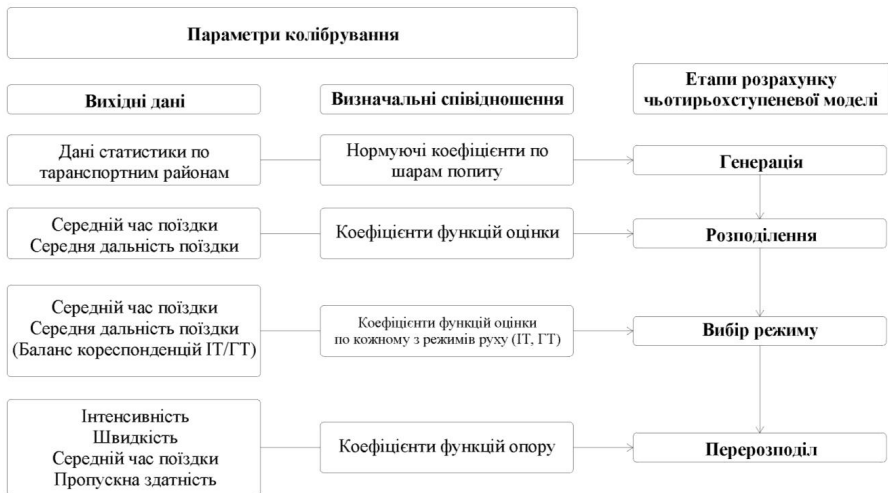 Параметри колібрування
Етапи розрахунку
чьотирьохступеневої моделі
Вихідні дані
Визначальні співідношення
Дані статистики по
таранспортним районам
Нормуючі коефіцієнти по
шарам попиту
Генерація
Середній час поїздки
Середня дальність поїздки
Коефіцієнти функцій оцінки
Розподілення
Середній час поїздки
Середня дальність поїздки
(Баланс кореспонденцій ІТ/ГТ)
Коефіцієнти функцій оцінки
по кожному з режимів руху (ІТ, ГТ)
Вибір режиму
Інтенсивність
Швидкість
Середній час поїздки
Пропускна здатність
Коефіцієнти функцій опору
Перерозподіл